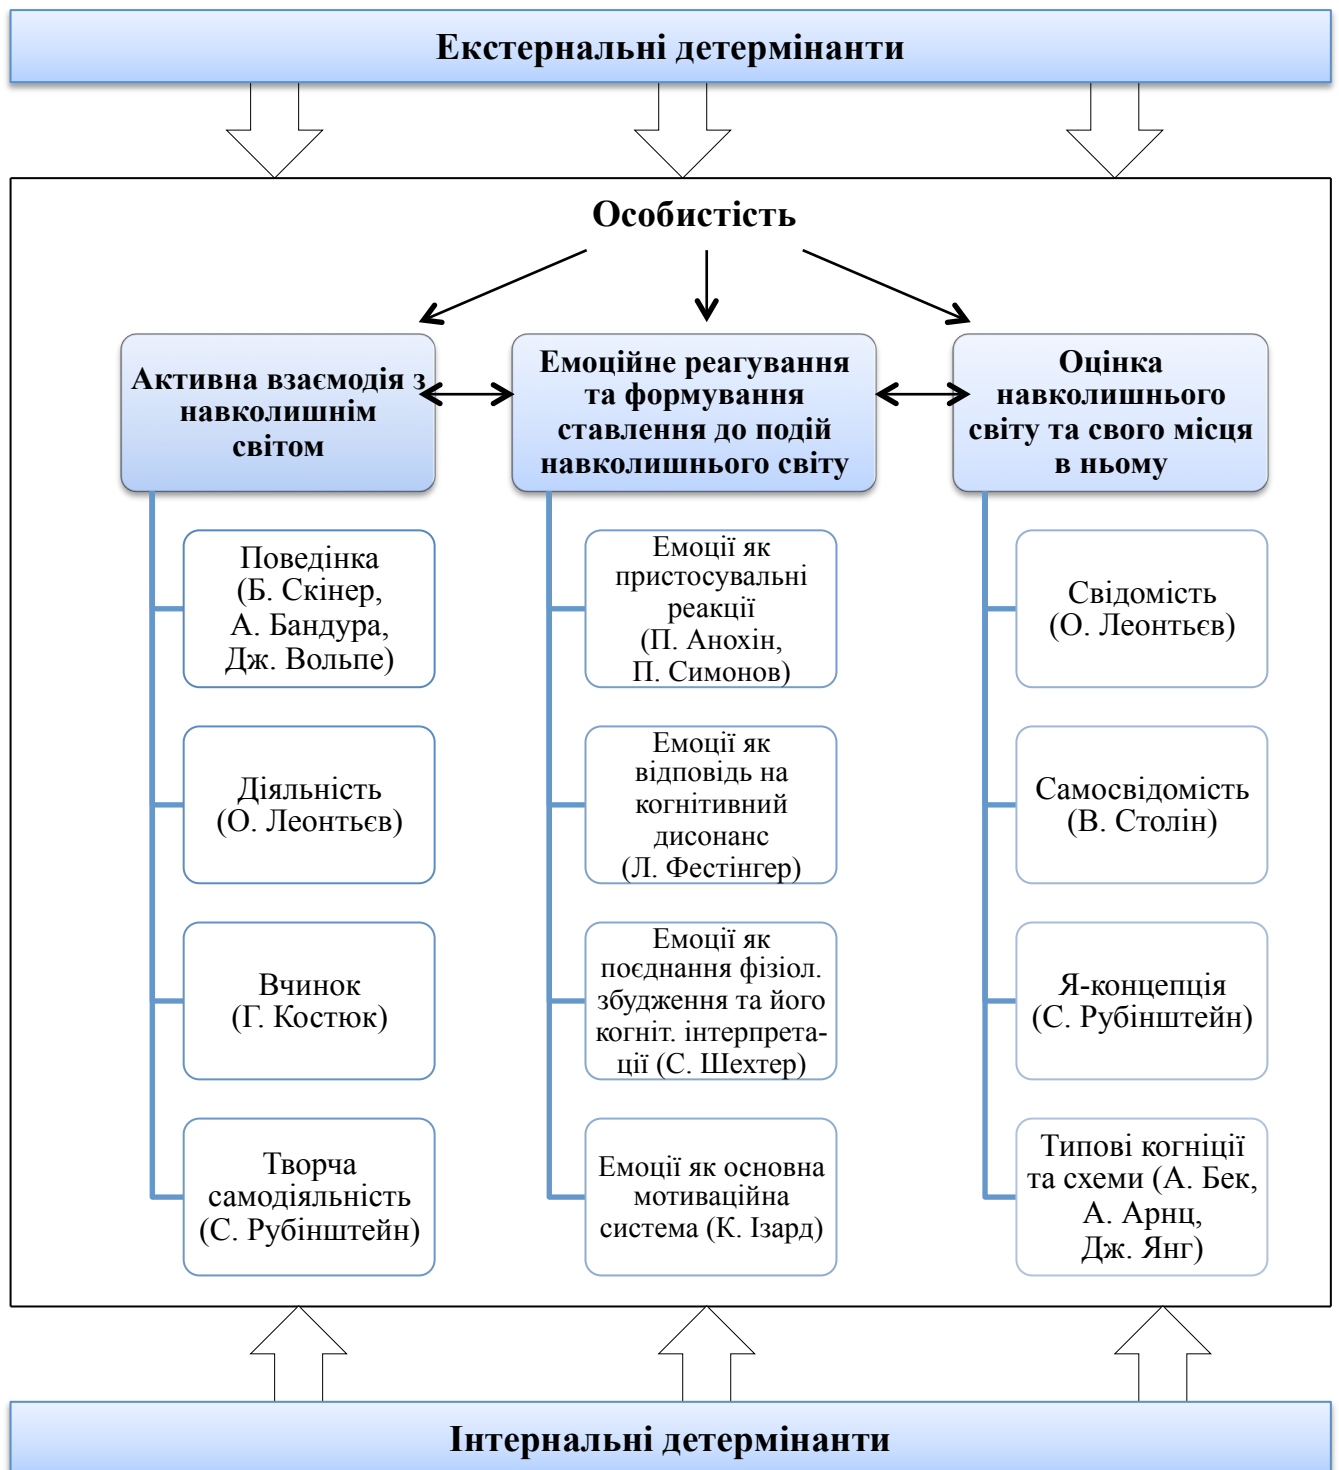 Екстернальні детермінанти
Особистість
Активна взаємодія з
навколишнім
світом
Емоційне реагування
та формування
ставлення до подій
навколишнього світу
Оцінка
навколишнього
світу та свого місця
в ньому
Поведінка
(Б. Скінер,
А. Бандура,
Дж. Вольпе)
Діяльність
(О. Леонтьєв)
Вчинок
(Г. Костюк)
Творча
самодіяльність
(С. Рубінштейн)
Емоції як
пристосувальні
реакції
(П. Анохін,
П. Симонов)
Емоції як
відповідь на
когнітивний
дисонанс
(Л. Фестінгер)
Емоції як
поєднання фізіол.
збудження та його
когніт. інтерпрета-
ції (С. Шехтер)
Емоції як основна
мотиваційна
система (К. Ізард)
Свідомість
(О. Леонтьєв)
Самосвідомість
(В. Столін)
Я-концепція
(С. Рубінштейн)
Типові когніції
та схеми (А. Бек,
А. Арнц,
Дж. Янг)
Інтернальні детермінанти